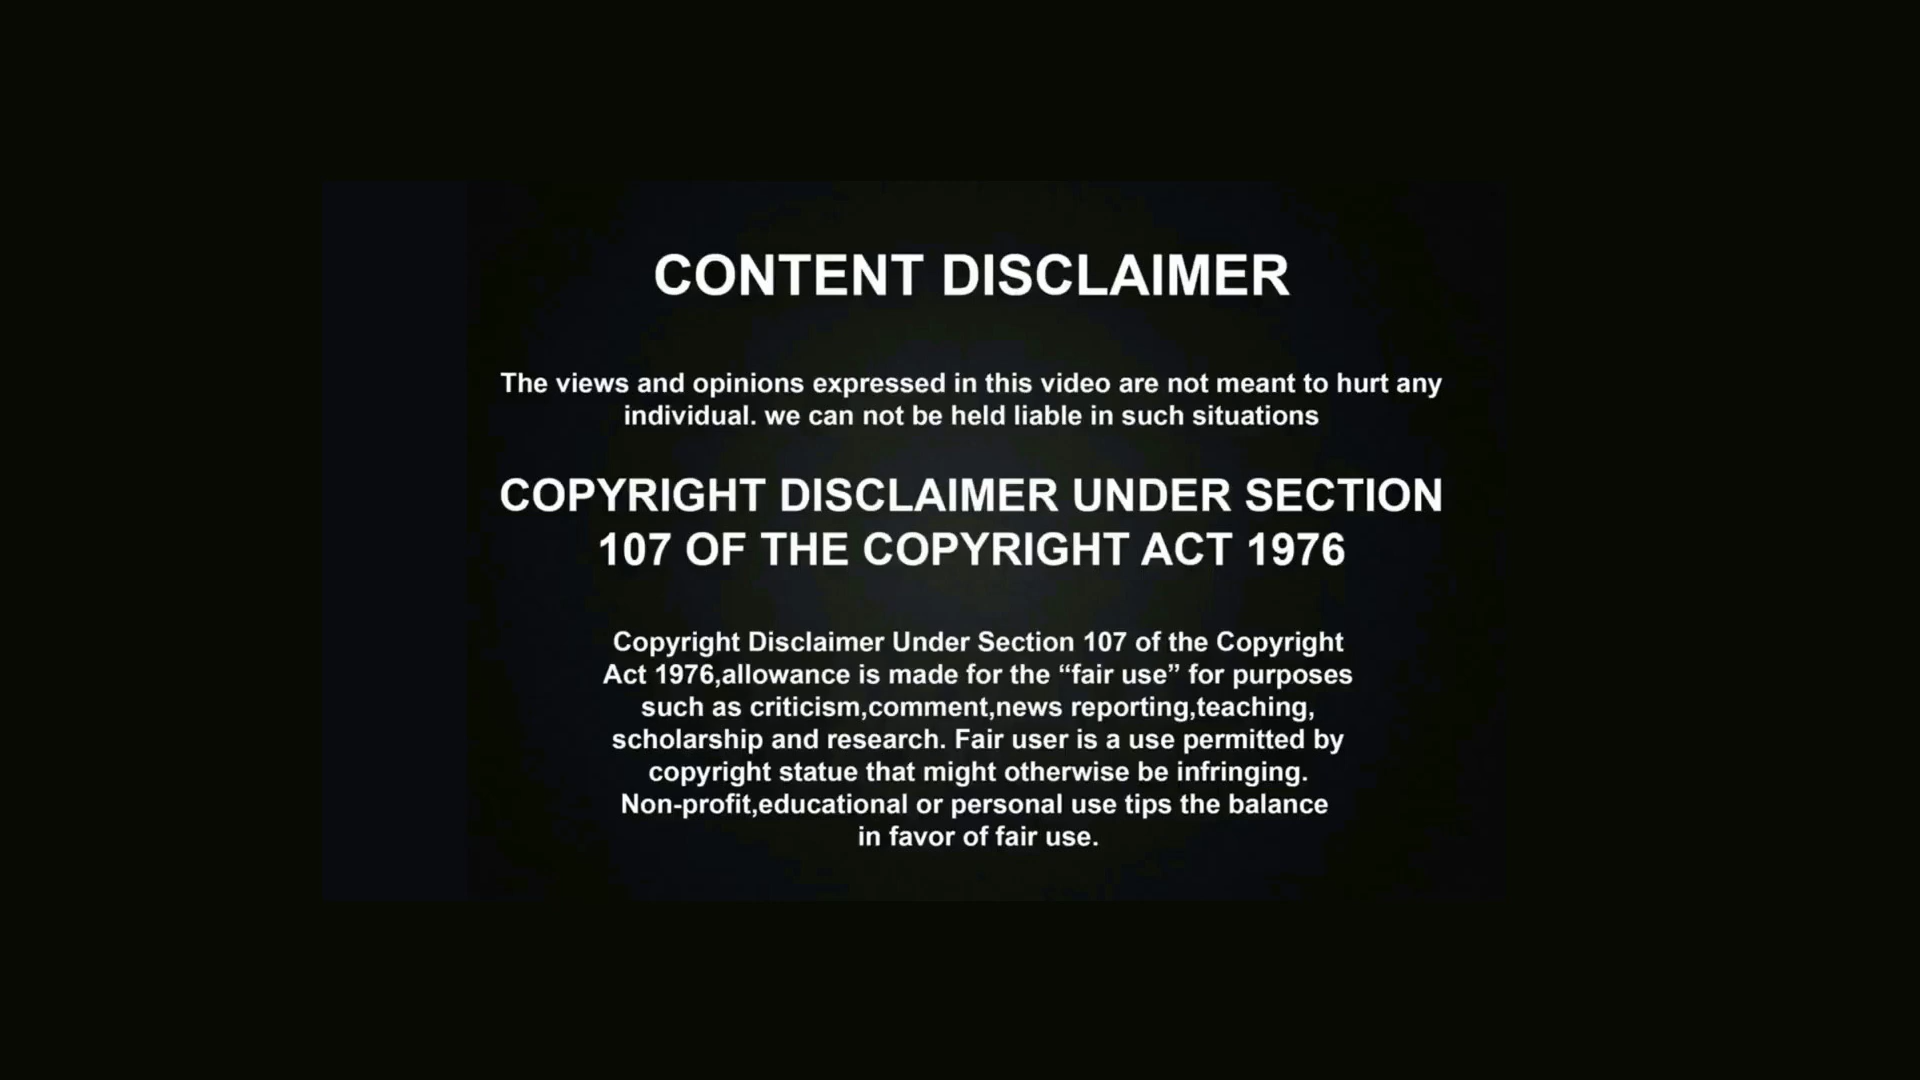 CONTENT DISCLAIMER
The views and opinions expressed in this video are not meant to hurt any
individual. we can not be held liable in such situations
COPYRIGHT DISCLAIMER UNDER SECTION
107 OF THE COPYRIGHT ACT 1976
Copyright Disclaimer Under Section 107 of the Copyright
Act 1976,allowance is made for the “fair use” for purposes
such as criticism,comment,news reporting,teaching,
scholarship and research. Fair user is a use permitted by
copyright statue that might otherwise be infringing.
Non-profit,educational or personal use tips the balance
in favor of fair use.